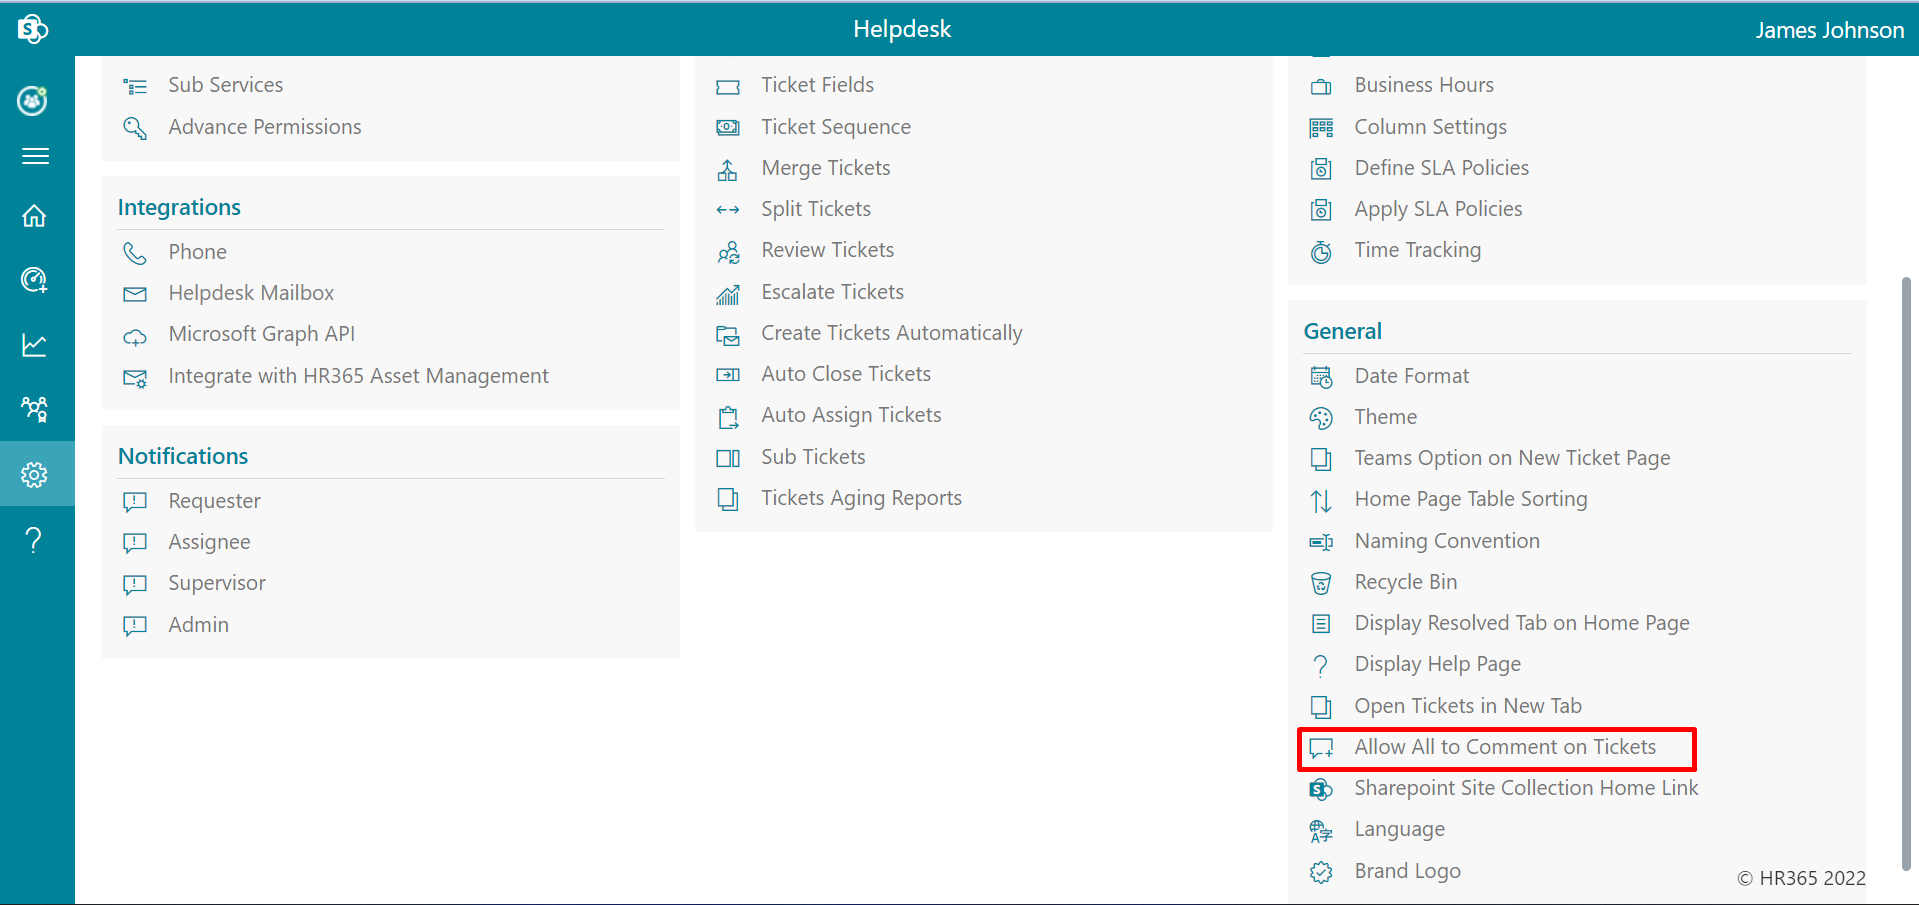 Helpdesk
James Johnson
Sub Services
Advance Permissions
Integrations
Phone
Helpdesk Mailbox
Microsoft Graph API
Integrate with HR365 Asset Management
Notifications
Requester
Assignee
Supervisor
Admin
Ticket Fields
Ticket Sequence
Merge Tickets
Split Tickets
Review Tickets
Escalate Tickets
Create Tickets Automatically
Auto Close Tickets
Auto Assign Tickets
Sub Tickets
Tickets Aging Reports
Business Hours
Column Settings
Define SLA Policies
Apply SLA Policies
Time Tracking
General
Date Format
Theme
Teams Option on New Ticket Page
Home Page Table Sorting
Naming Convention
Recycle Bin
Display Resolved Tab on Home Page
Display Help Page
Open Tickets in New Tab
Allow All to Comment on Tickets
Sharepoint Site Collection Home Link
Language
Brand Logo
© HR365 2022